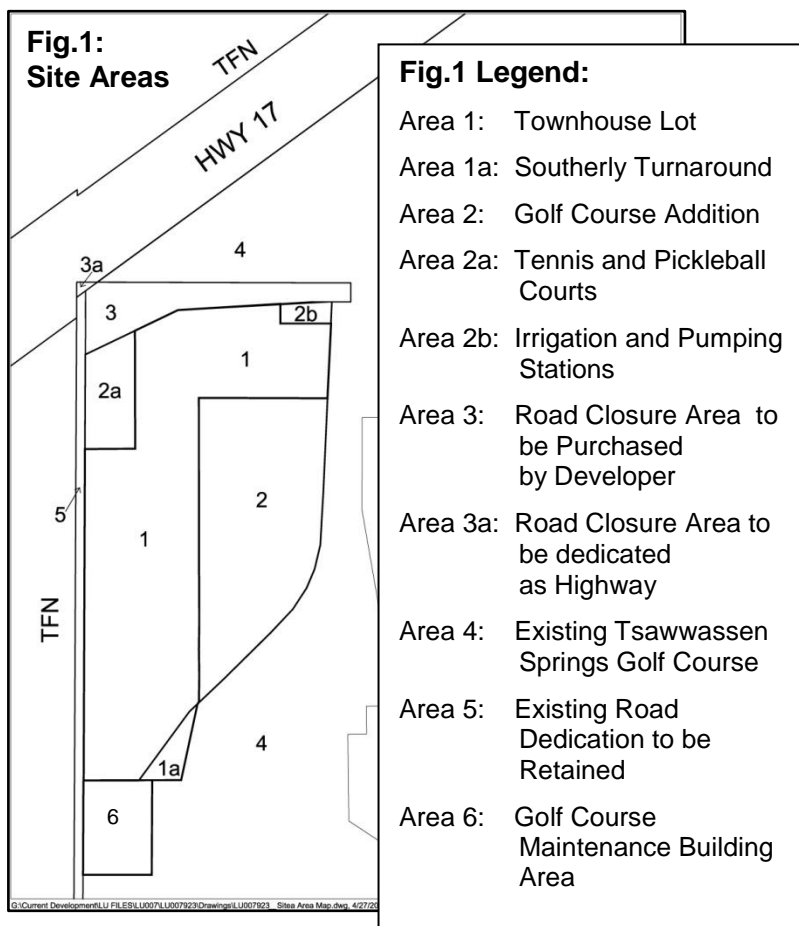 Fig.1:
Site Areas
TFN
HWY 17
4
3a
3
2b
1
2a
2
5
1
TFN
4
1a
6
G:\Current Development\LU FILES\LU007\LU007923\Drawings\LU007923_Sitea Area Map.dwg,
Fig.1 Legend:
Area 1: Townhouse Lot
Area 1a: Southerly Turnaround
Area 2: Golf Course Addition
Area 2a: Tennis and Pickleball
Courts
Area 2b: Irrigation and Pumping
Stations
Area 3: Road Closure Area to
be Purchased
by Developer
Area 3a: Road Closure Area to
be dedicated
as Highway
Area 4: Existing Tsawwassen
Springs Golf Course
Area 5: Existing Road
Dedication to be
Retained
Area 6: Golf Course
Maintenance Building
Area